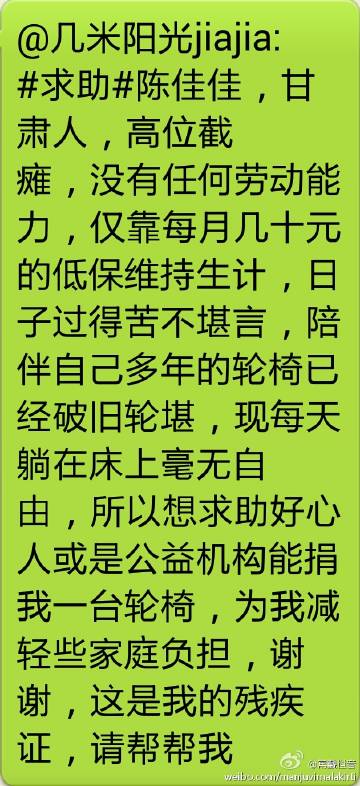 @几米阳光jiajia:
#求助#陈佳佳，甘
肃人，高位截
瘫，没有任何劳动能
力，仅靠每月几十元
的低保维持生计，日
子过得苦不堪言，陪
伴自己多年的轮椅已
经破旧轮堪，现每天
躺在床上毫无自
由，所以想求助好心
人或是公益机构能捐
我一台轮椅，为我减
轻些家庭负担，谢
谢，这是我的残疾
证，请帮帮我
weibo.com/manjuvimalakirti